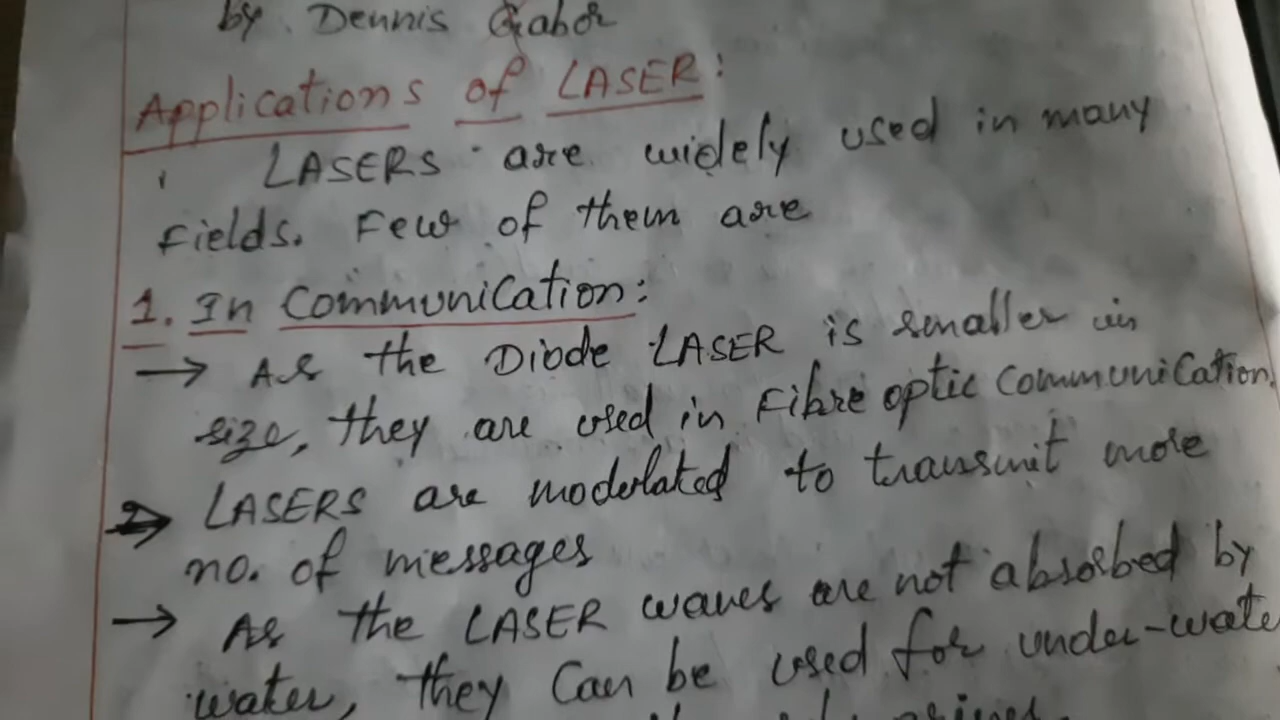 by Dennis Gabor
Applications of LASER:
LASERS are widely used in many
fields. Few of them are
1. In Communication:
→ As the Diode LASER is smaller in
size, they are used in Fibre optic Communication.
→ LASERS are modulated to transmit more
no. of messages
→ As the LASER waves are not absorbed by
water, they can be used for under-wate